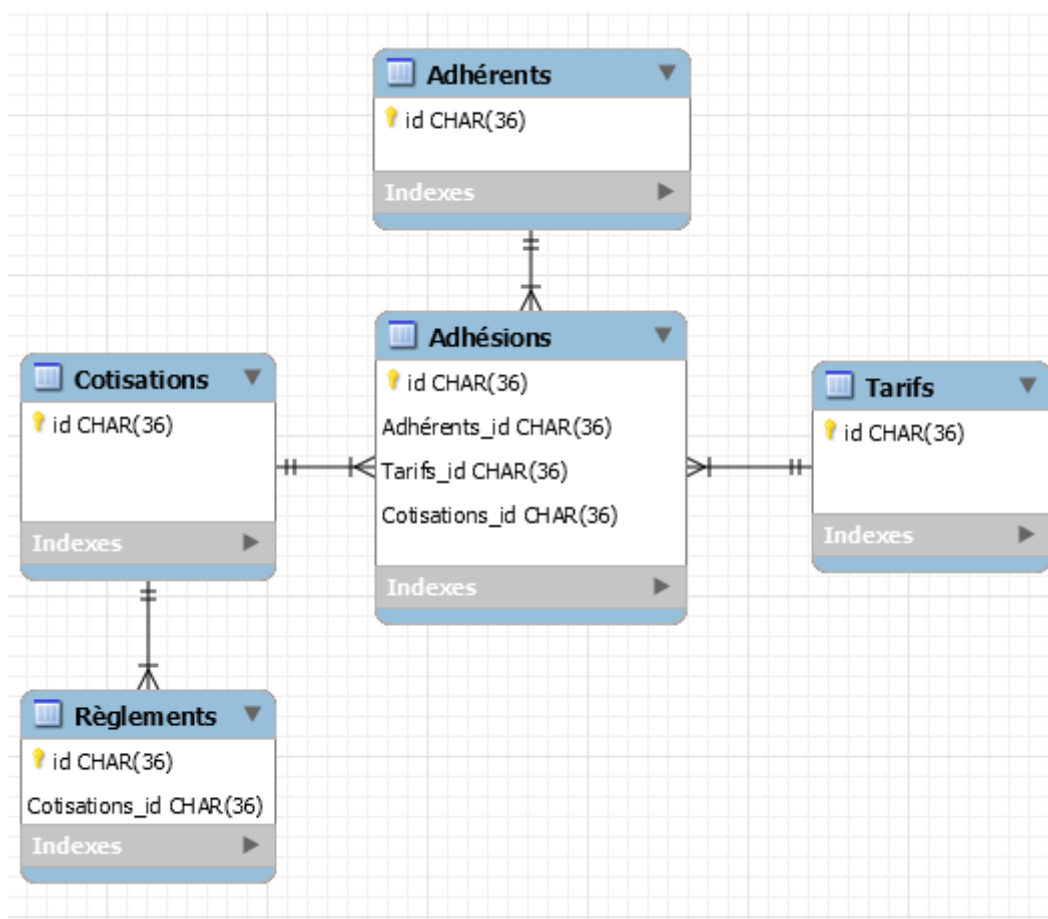 Adhérents
id CHAR(36)
Indexes
Adhésions
id CHAR(36)
Adhérents_id CHAR(36)
Tarifs_id CHAR(36)
Cotisations_id CHAR(36)
Indexes
Cotisations
id CHAR(36)
Indexes
Tarifs
id CHAR(36)
Indexes
Règlements
id CHAR(36)
Cotisations_id CHAR(36)
Indexes